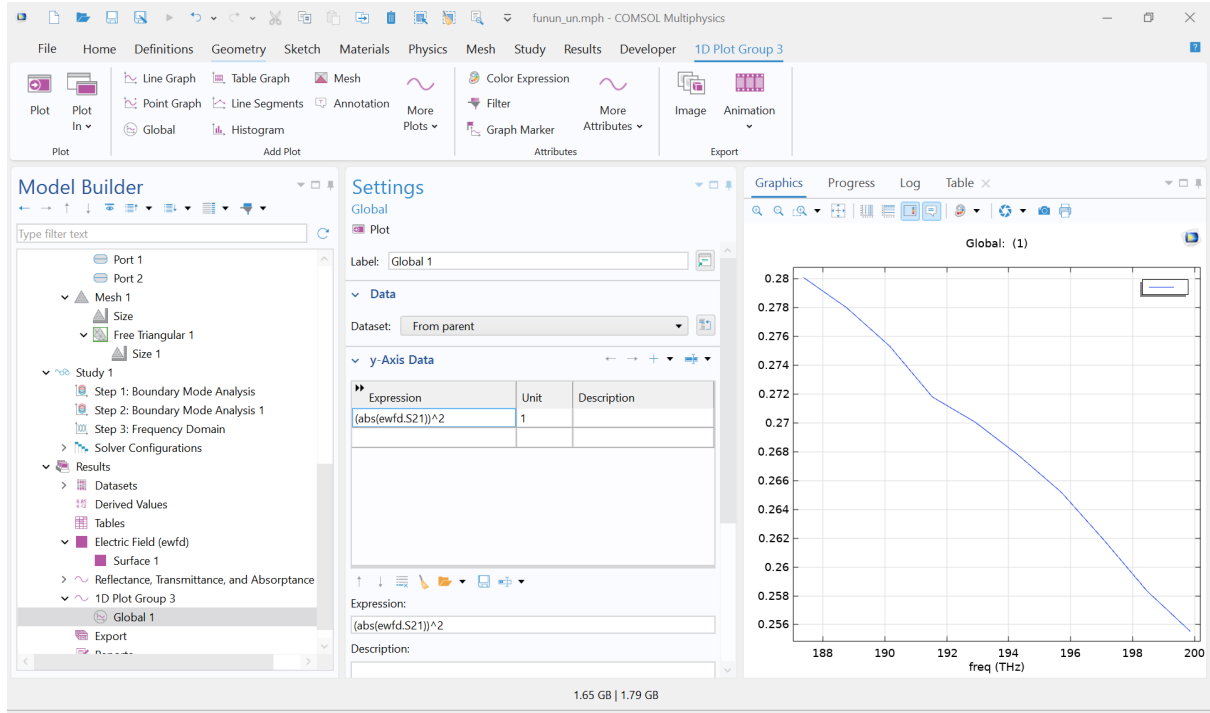 funun_un.mph - COMSOL Multiphysics
File Home Definitions Geometry Sketch Materials Physics Mesh Study Results Developer 1D Plot Group 3
Plot
Plot In
Plot
Line Graph Table Graph Mesh
Point Graph Line Segments Annotation
Global Histogram
More Plots
Add Plot
Color Expression
Filter
Graph Marker
More Attributes
Attributes
Image Animation
Export
Model Builder
Type filter text
Port 1
Port 2
Mesh 1
Size
Free Triangular 1
Size 1
Study 1
Step 1: Boundary Mode Analysis
Step 2: Boundary Mode Analysis 1
Step 3: Frequency Domain
Solver Configurations
Results
Datasets
Derived Values
Tables
Electric Field (ewfd)
Surface 1
Reflectance, Transmittance, and Absorptance
1D Plot Group 3
Global 1
Export
Settings
Global
Plot
Label: Global 1
Data
Dataset: From parent
y-Axis Data
Expression Unit Description
(abs(ewfd.S21))^2 1
Expression:
(abs(ewfd.S21))^2
Description:
Graphics Progress Log Table
Global: (1)
0.28
0.278
0.276
0.274
0.272
0.27
0.268
0.266
0.264
0.262
0.26
0.258
0.256
188 190 192 194 196 198 200
freq (THz)
1.65 GB | 1.79 GB